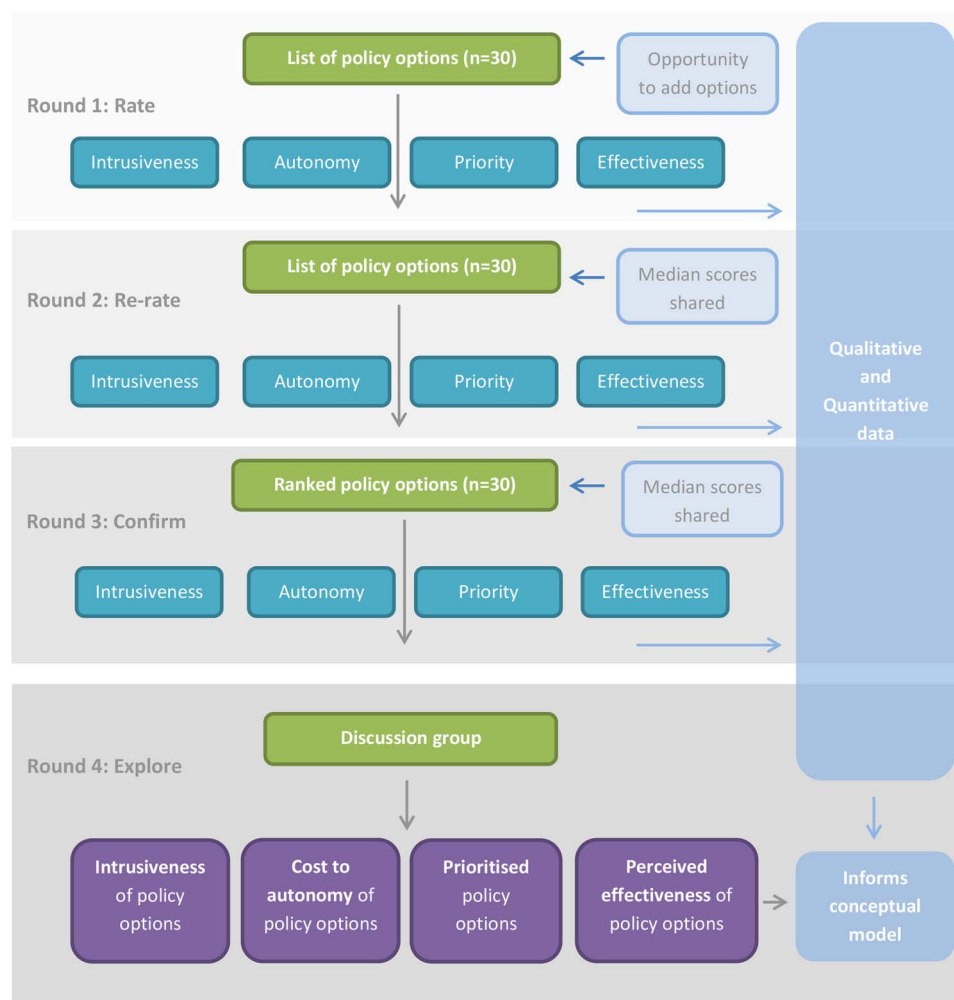 List of policy options (n=30)
Opportunity
to add options
Round 1: Rate
Intrusiveness
Autonomy
Priority
Effectiveness
List of policy options (n=30)
Median scores
shared
Round 2: Re-rate
Intrusiveness
Autonomy
Priority
Effectiveness
Qualitative
and
Quantitative
data
Ranked policy options (n=30)
Median scores
shared
Round 3: Confirm
Intrusiveness
Autonomy
Priority
Effectiveness
Discussion group
Round 4: Explore
Intrusiveness
of policy
options
Cost to
autonomy of
policy options
Prioritised
policy
options
Perceived
effectiveness of
policy options
Informs
conceptual
model